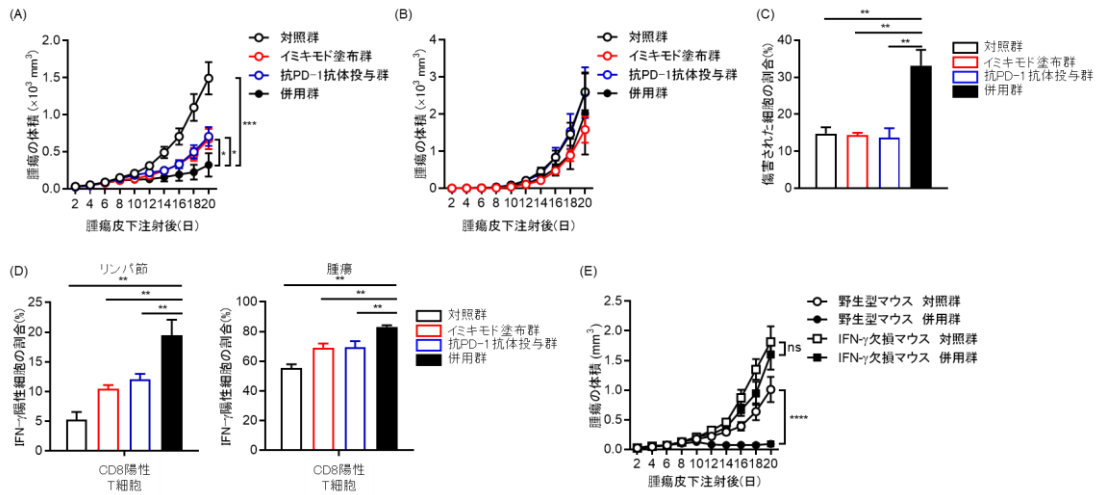 (A)
対照群
イミキモド塗布群
抗PD-1抗体投与群
併用群
腫瘍の体積 (×10³ mm³)
2.0
1.5
1.0
0.5
0.0
2 4 6 8 10 12 14 16 18 20
腫瘍皮下注射後(日)
***
*
*
(B)
対照群
イミキモド塗布群
抗PD-1抗体投与群
併用群
腫瘍の体積 (×10³ mm³)
4
3
2
1
0
2 4 6 8 10 12 14 16 18 20
腫瘍皮下注射後(日)
(C)
**
**
**
対照群
イミキモド塗布群
抗PD-1抗体投与群
併用群
傷害された細胞の割合(%)
40
30
20
10
0
(D)
リンパ節
**
**
**
IFN-γ陽性細胞の割合(%)
25
20
15
10
5
0
CD8陽性
T細胞
腫瘍
**
**
**
IFN-γ陽性細胞の割合(%)
100
80
60
40
20
0
CD8陽性
T細胞
対照群
イミキモド塗布群
抗PD-1抗体投与群
併用群
(E)
野生型マウス 対照群
野生型マウス 併用群
IFN-γ欠損マウス 対照群
IFN-γ欠損マウス 併用群
腫瘍の体積 (mm³)
2.5
2.0
1.5
1.0
0.5
0.0
2 4 6 8 10 12 14 16 18 20
腫瘍皮下注射後(日)
ns
****